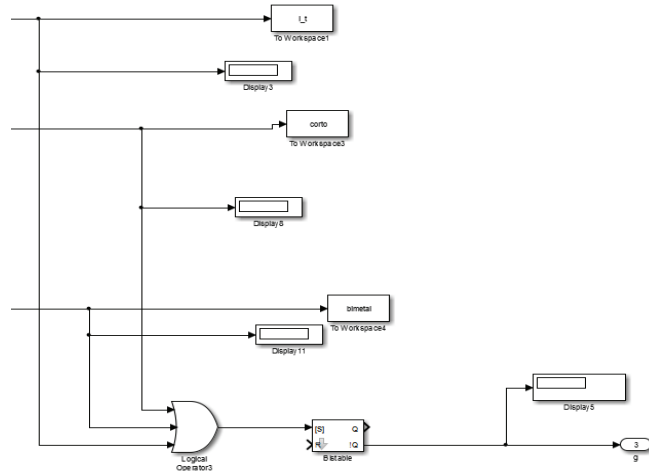 I_t
To Workspace1
Display3
corto
To Workspace3
Display8
bimetal
To Workspace4
Display11
Display5
[S]
Q
R
!Q
Bistable
Logical
Operator3
3
g